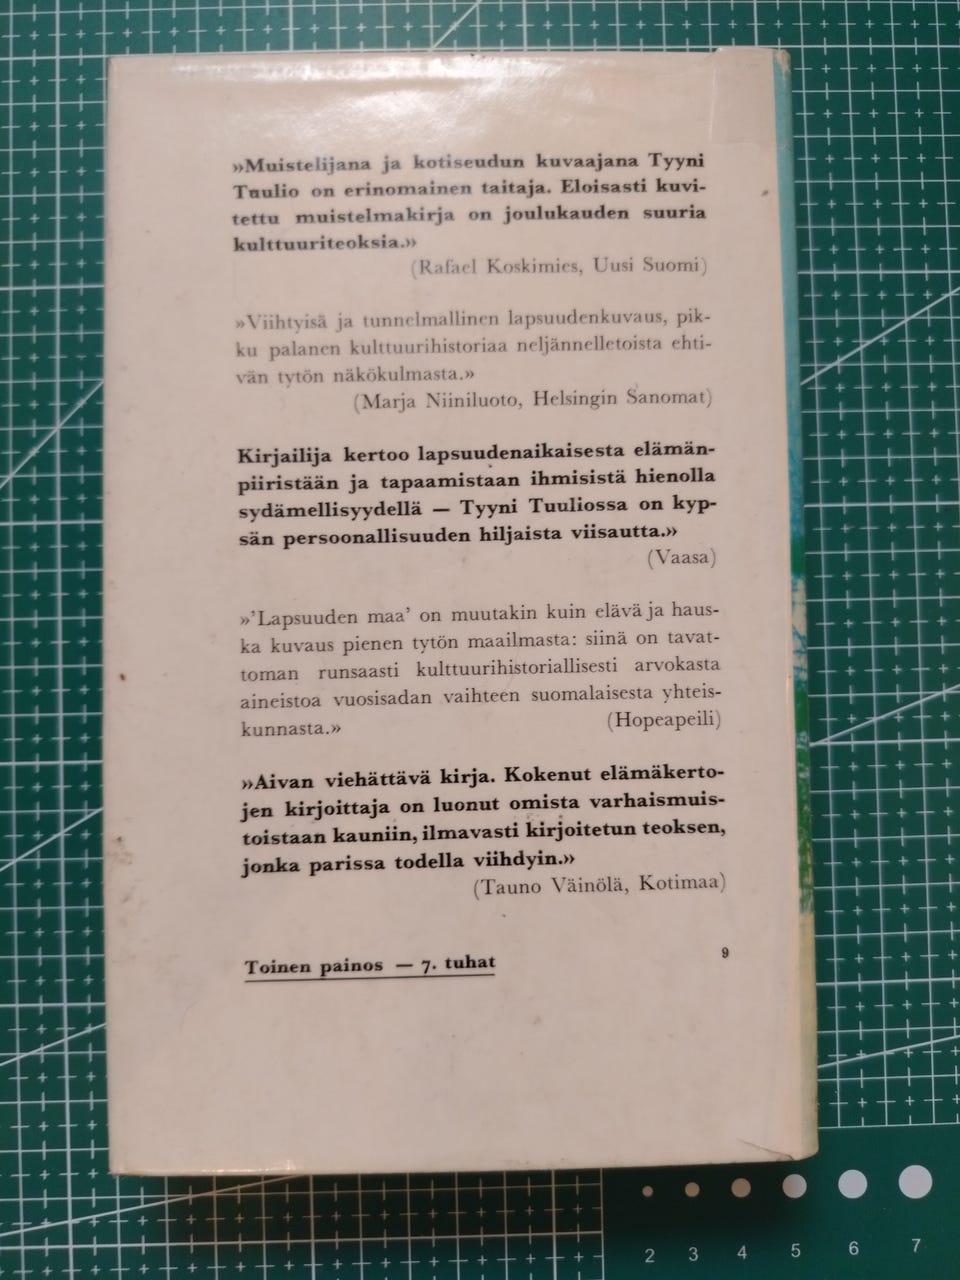 »Muistelijana ja kotiseudun kuvaajana Tyyni
Tuulio on erinomainen taitaja. Eloisasti kuvi-
tettu muistelmakirja on joulukauden suuria
kulttuuriteoksia.»
(Rafael Koskimies, Uusi Suomi)
»Viihtyisä ja tunnelmallinen lapsuudenkuvaus, pik-
ku palanen kulttuurihistoriaa neljännelletoista ehti-
vän tytön näkökulmasta.»
(Marja Niiniluoto, Helsingin Sanomat)
Kirjailija kertoo lapsuudenaikaisesta elämän-
piiristään ja tapaamistaan ihmisistä hienolla
sydämellisyydellä — Tyyni Tuuliossa on kyp-
sän persoonallisuuden hiljaista viisautta.»
(Vaasa)
»'Lapsuuden maa' on muutakin kuin elävä ja haus-
ka kuvaus pienen tytön maailmasta: siinä on tavat-
toman runsaasti kulttuurihistoriallisesti arvokasta
aineistoa vuosisadan vaihteen suomalaisesta yhteis-
kunnasta.» (Hopeapeili)
»Aivan viehättävä kirja. Kokenut elämäkerto-
jen kirjoittaja on luonut omista varhaismuis-
toistaan kauniin, ilmavasti kirjoitetun teoksen,
jonka parissa todella viihdyin.»
(Tauno Väinölä, Kotimaa)
9
Toinen painos — 7. tuhat
2 3 4 5 6 7